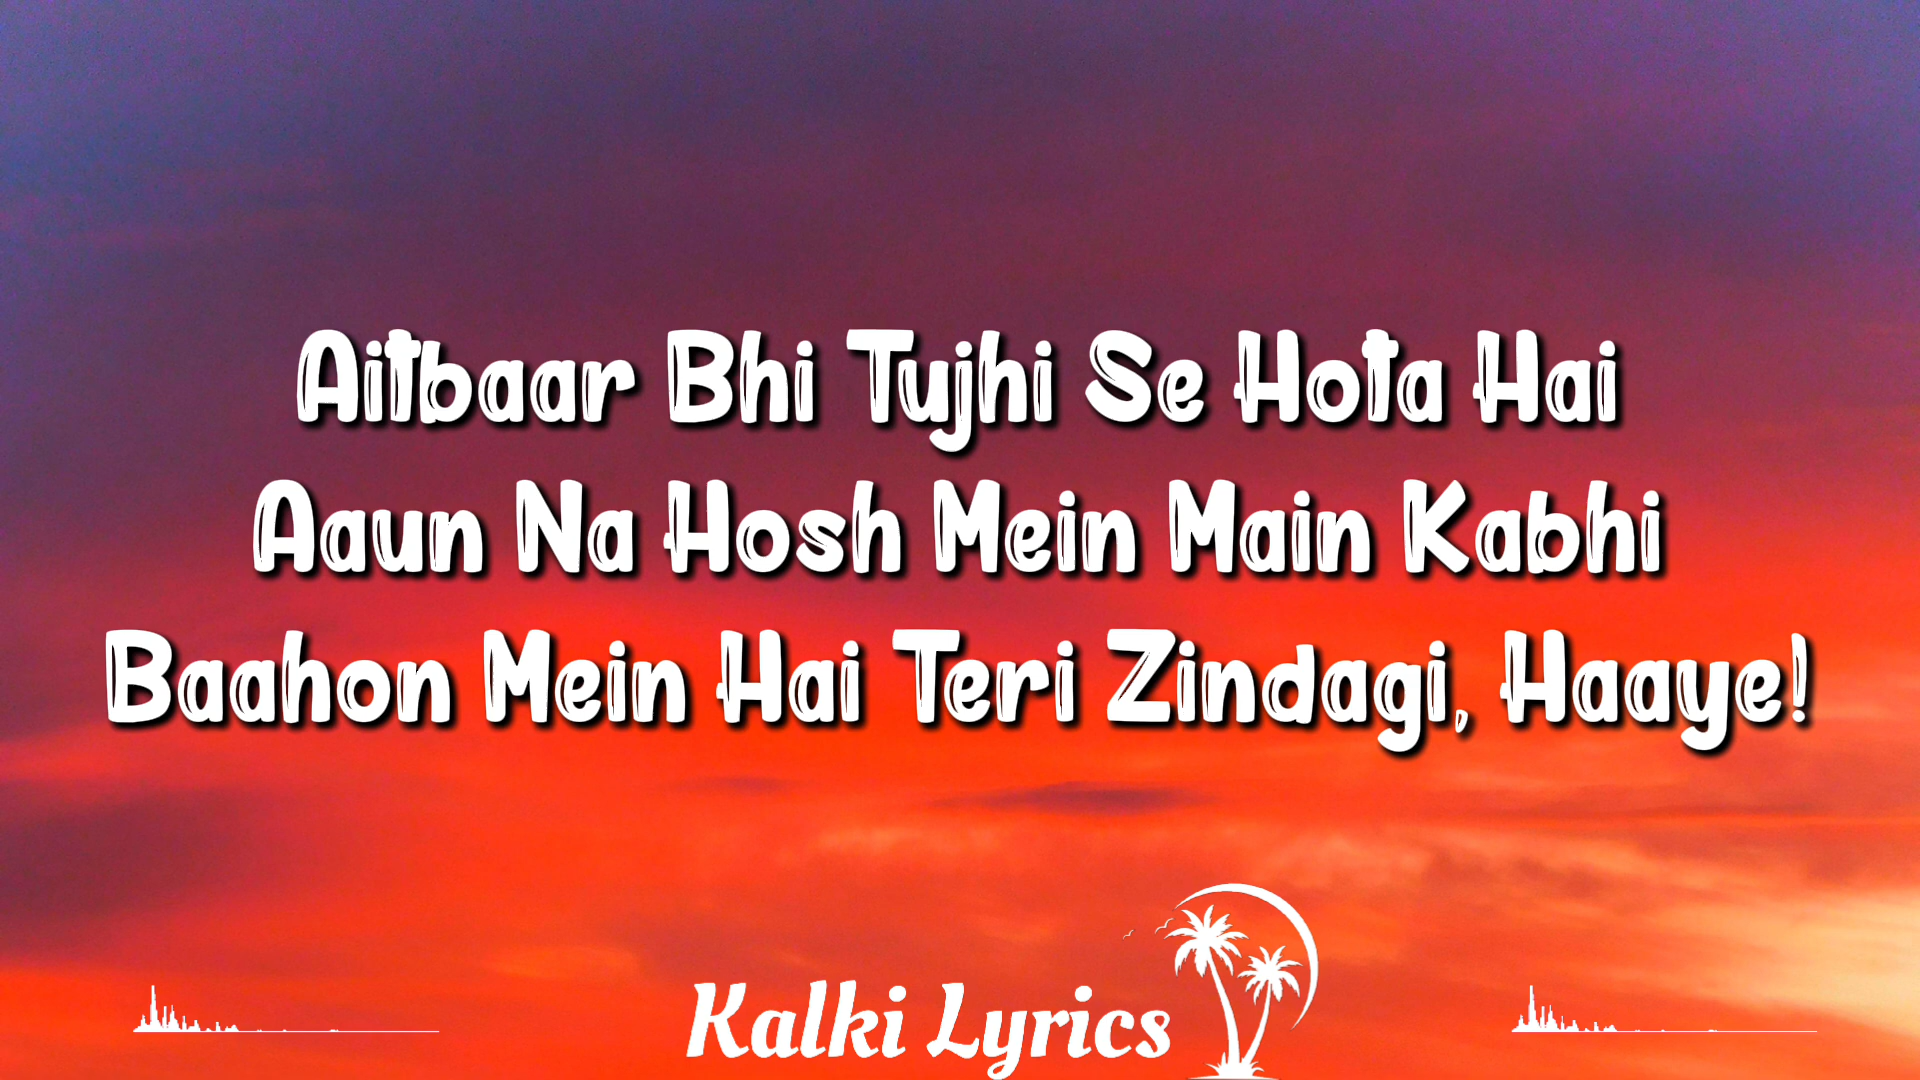 Aitbaar Bhi Tujhi Se Hota Hai
Aaun Na Hosh Mein Main Kabhi
Baahon Mein Hai Teri Zindagi, Haaye!
Kalki Lyrics